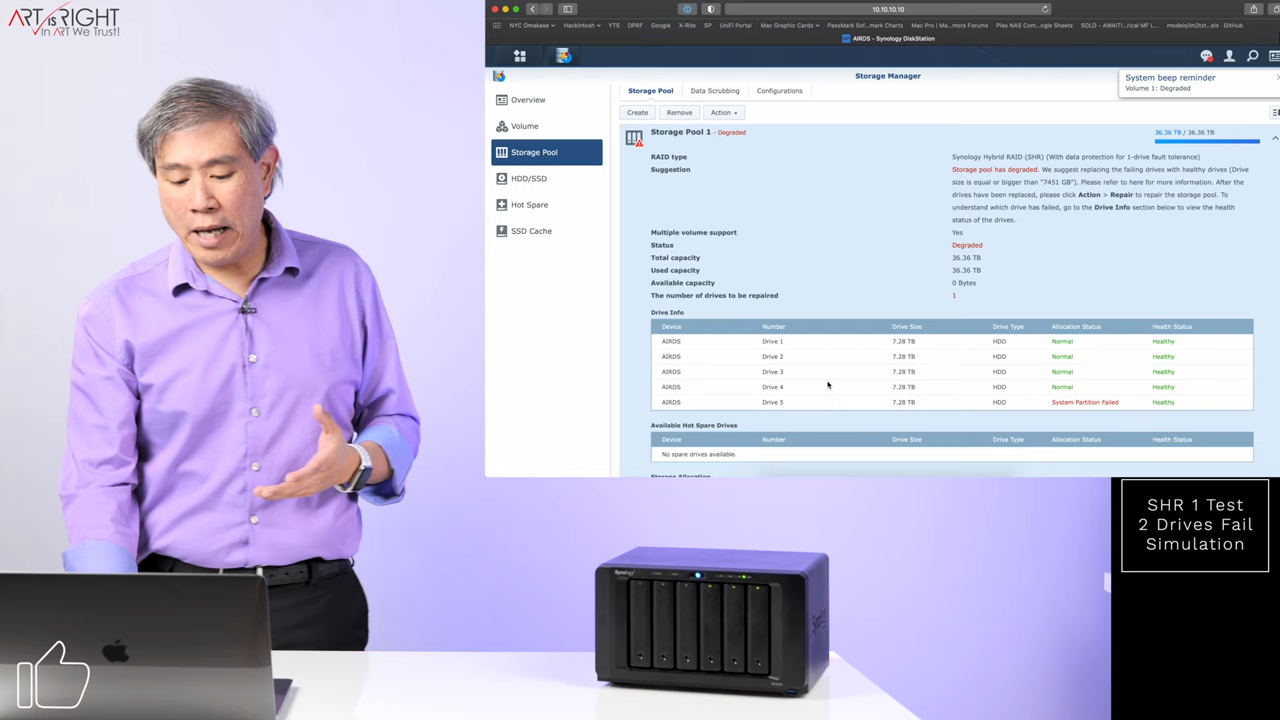 ART is RIGHT
In ART We Trust!
10.10.10.10
NYC Omakase
Hackintosh
YTS
DPRF
Google
X-Rite
SP
UniFi Portal
Mac Graphic Cards
PassMark Sof...mark Charts
Mac Pro | Ma...mors Forums
Plex NAS Com...ogie Sheets
AIRDS - Synology DiskStation
Storage Manager
System beep reminder
Volume 1: Degraded
Overview
Volume
Storage Pool
HDD/SSD
Hot Spare
SSD Cache
Storage Pool Data Scrubbing Configurations
Create Remove Action
Storage Pool 1 - Degraded
36.36 TB / 36.36 TB
RAID type Synology Hybrid RAID (SHR) (With data protection for 1-drive fault tolerance)
Suggestion Storage pool has degraded. We suggest replacing the failing drives with healthy drives (Drive
size is equal or bigger than "7451 GB"). Please refer to here for more information. After the
drives have been replaced, please click Action > Repair to repair the storage pool. To
understand which drive has failed, go to the Drive Info section below to view the health
status of the drives.
Multiple volume support Yes
Status Degraded
Total capacity 36.36 TB
Used capacity 36.36 TB
Available capacity 0 Bytes
The number of drives to be repaired 1
Drive Info
Device Number Drive Size Drive Type Allocation Status Health Status
AIRDS Drive 1 7.28 TB HDD Normal Healthy
AIRDS Drive 2 7.28 TB HDD Normal Healthy
AIRDS Drive 3 7.28 TB HDD Normal Healthy
AIRDS Drive 4 7.28 TB HDD Normal Healthy
AIRDS Drive 5 7.28 TB HDD System Partition Failed Healthy
Available Hot Spare Drives
Device Number Drive Size Drive Type Allocation Status Health Status
No spare drives available.
Storage Allocation
SHR 1 Test
2 Drives Fail
Simulation
Synology